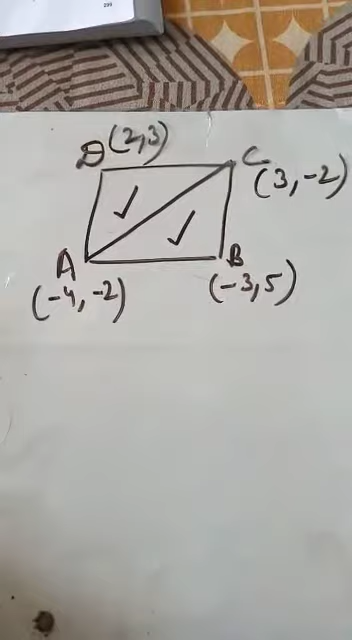 D (2,3)
C
(3,-2)
A
B
(-4,-2)
(-3,5)